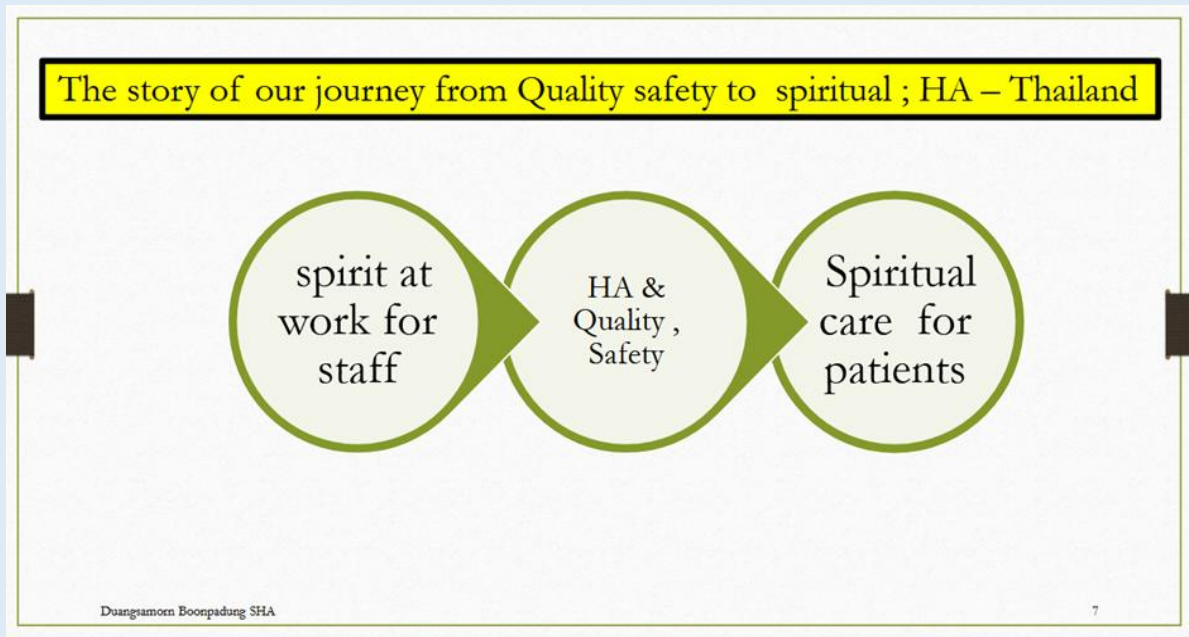 The story of our journey from Quality safety to spiritual ; HA – Thailand
spirit at
work for
staff
HA &
Quality ,
Safety
Spiritual
care for
patients
Duangsamorn Boonpadung SHA
7